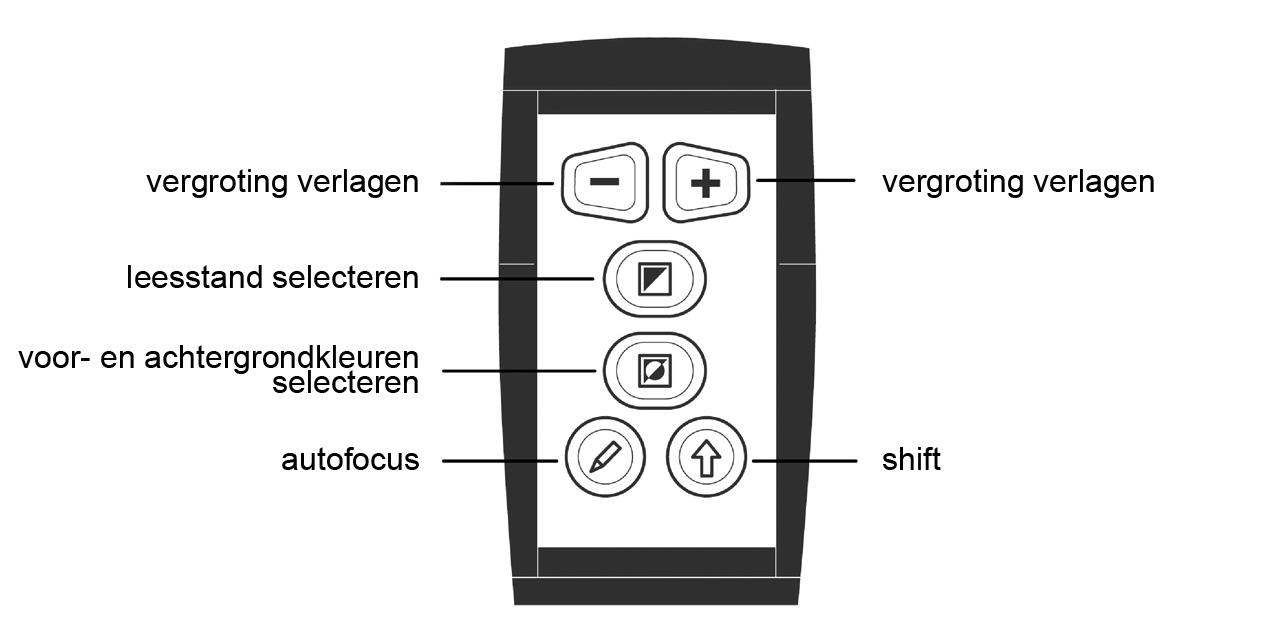 vergroting verlagen
vergroting verlagen
leesstand selecteren
voor- en achtergrondkleuren
selecteren
autofocus
shift